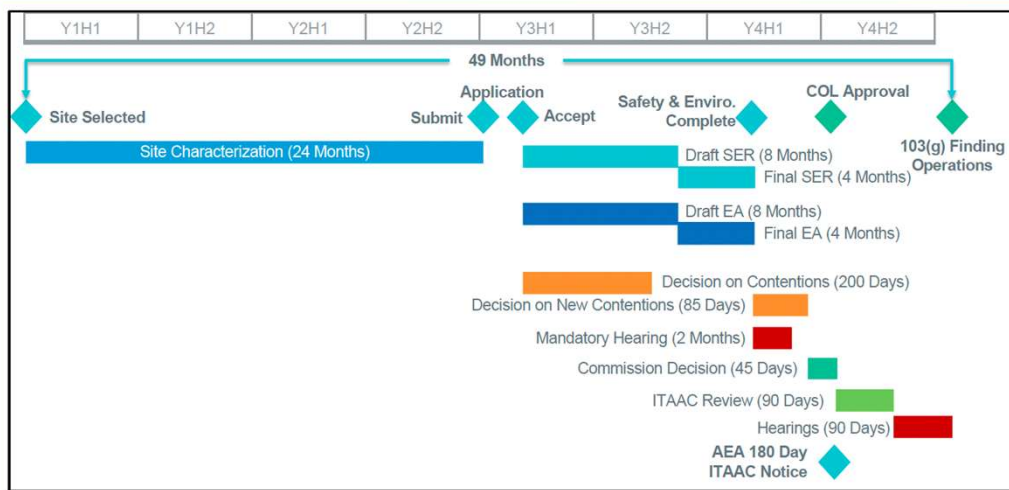 Y1H1 Y1H2 Y2H1 Y2H2 Y3H1 Y3H2 Y4H1 Y4H2
49 Months
Site Selected
Application
Submit
Accept
Safety & Enviro.
Complete
COL Approval
103(g) Finding
Operations
Site Characterization (24 Months)
Draft SER (8 Months)
Final SER (4 Months)
Draft EA (8 Months)
Final EA (4 Months)
Decision on Contentions (200 Days)
Decision on New Contentions (85 Days)
Mandatory Hearing (2 Months)
Commission Decision (45 Days)
ITAAC Review (90 Days)
Hearings (90 Days)
AEA 180 Day
ITAAC Notice